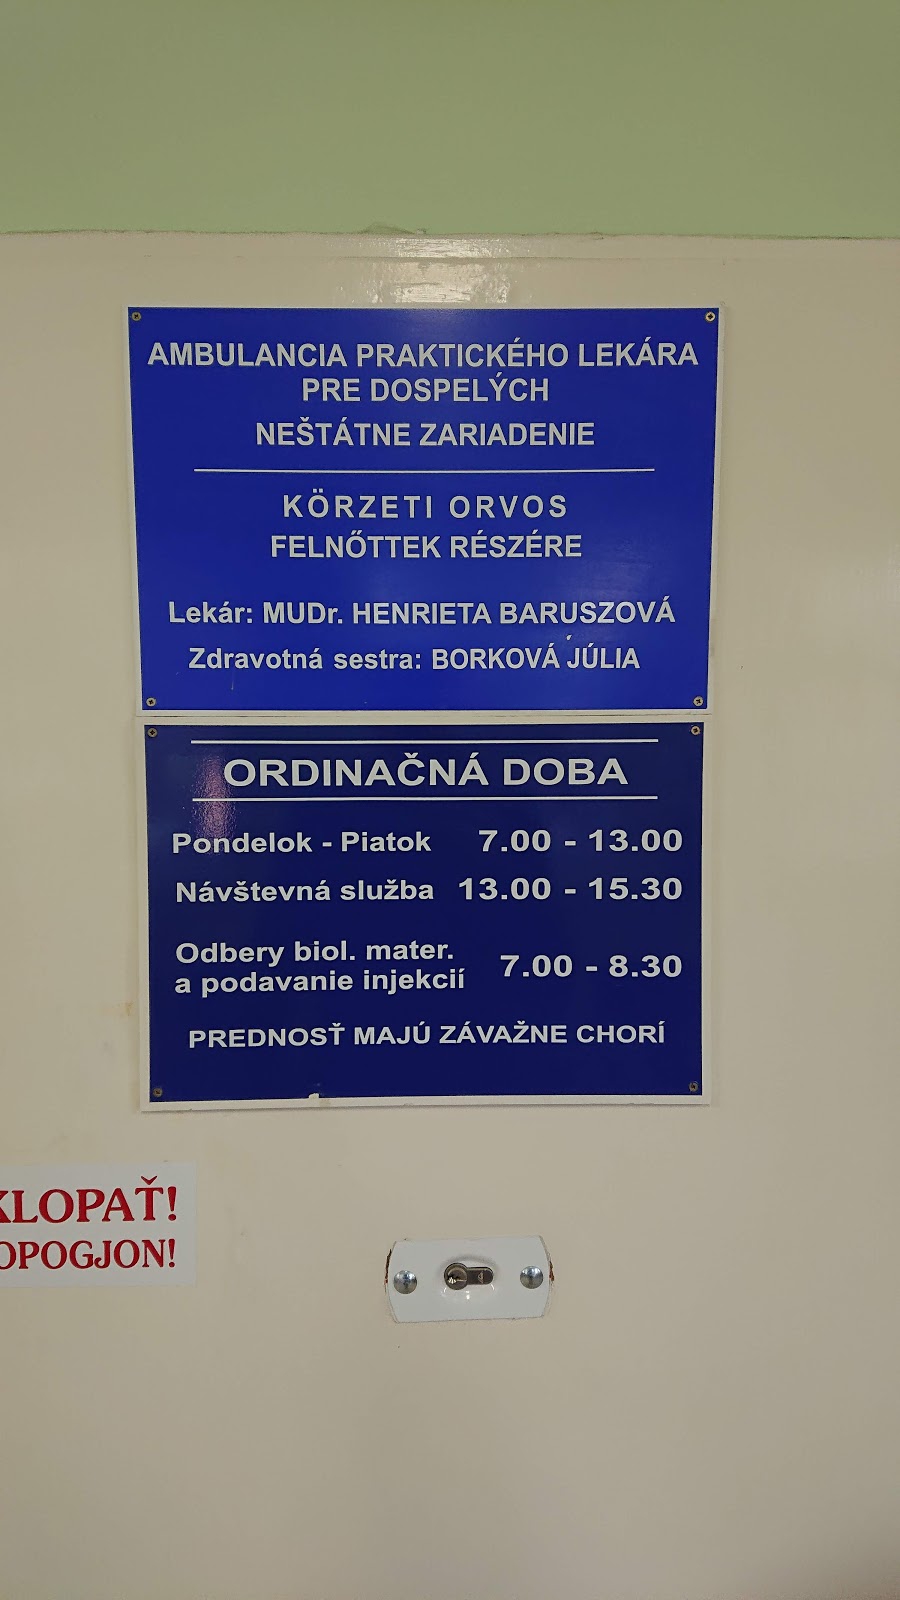 AMBULANCIA PRAKTICKÉHO LEKÁRA
PRE DOSPELÝCH
NEŠTÁTNE ZARIADENIE
KÖRZETI ORVOS
FELNŐTTEK RÉSZÉRE
Lekár: MUDr. HENRIETA BARUSZOVÁ
Zdravotná sestra: BORKOVÁ JÚLIA
ORDINAČNÁ DOBA
Pondelok - Piatok 7.00 - 13.00
Návštevná služba 13.00 - 15.30
Odbery biol. mater.
a podavanie injekcií 7.00 - 8.30
PREDNOSŤ MAJÚ ZÁVAŽNE CHORÍ
KLOPAŤ!
OPOGJON!